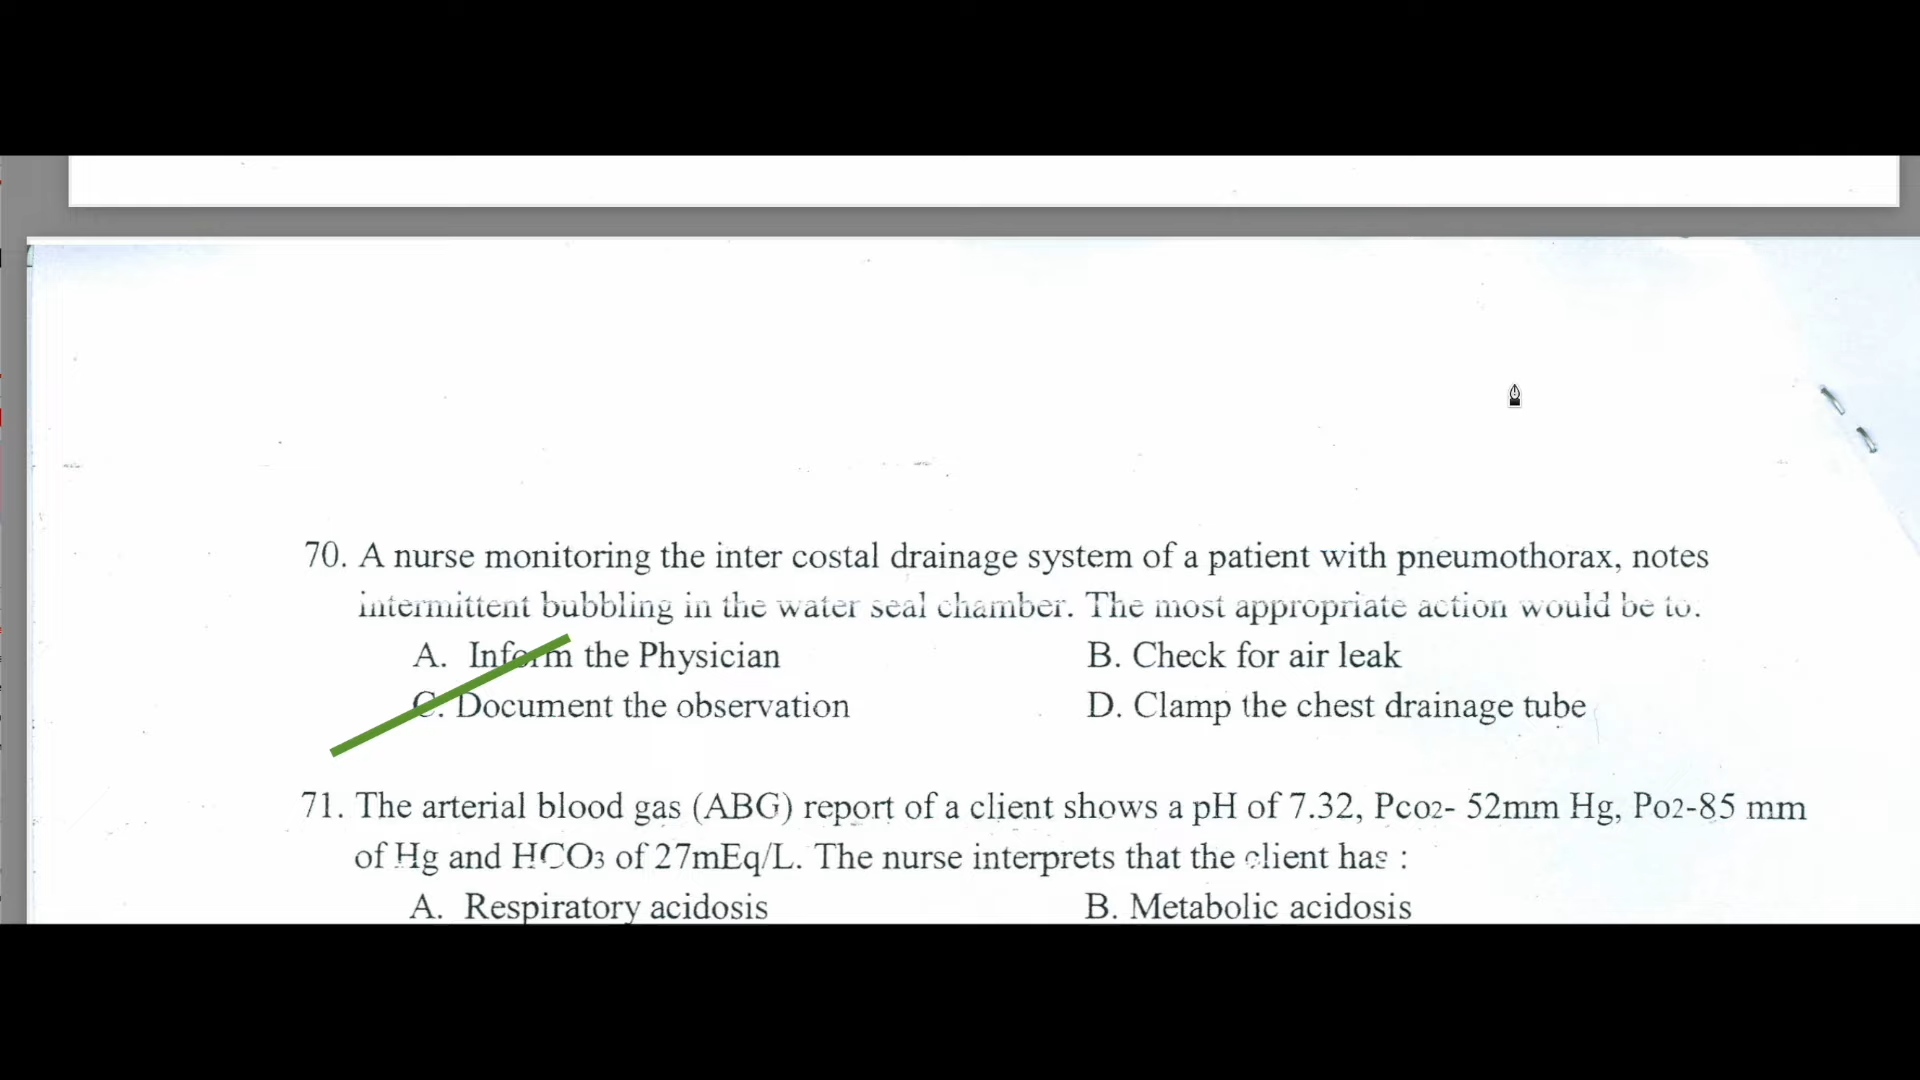 70. A nurse monitoring the inter costal drainage system of a patient with pneumothorax, notes
intermittent bubbling in the water seal chamber. The most appropriate action would be to.
A. Inform the Physician B. Check for air leak
C. Document the observation D. Clamp the chest drainage tube
71. The arterial blood gas (ABG) report of a client shows a pH of 7.32, Pco2- 52mm Hg, Po2-85 mm
of Hg and HCO3 of 27mEq/L. The nurse interprets that the client has :
A. Respiratory acidosis B. Metabolic acidosis